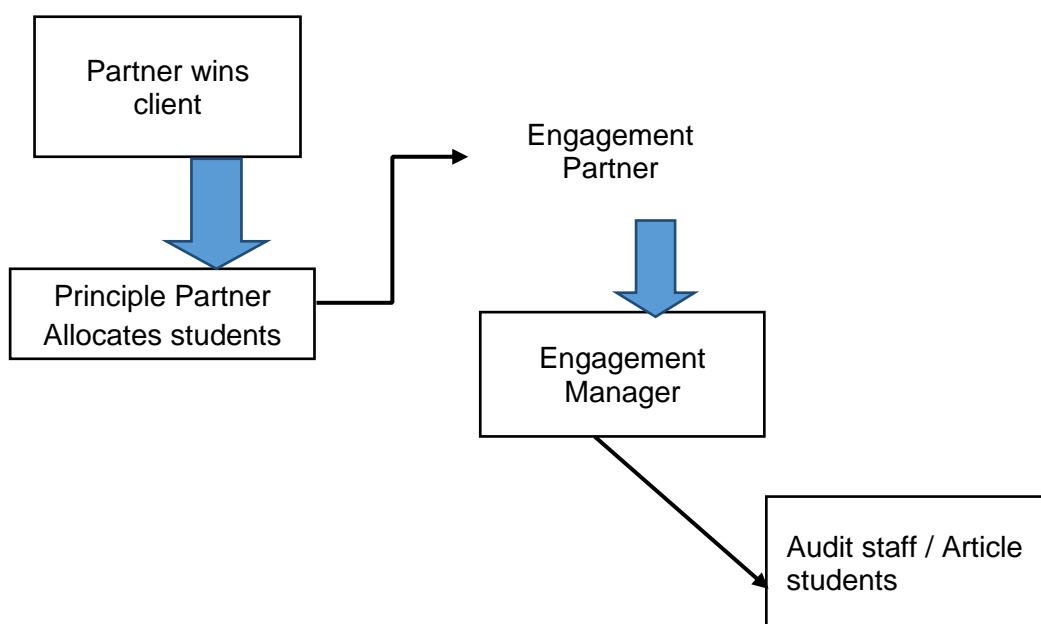 Partner wins
client
Principle Partner
Allocates students
Engagement
Partner
Engagement
Manager
Audit staff / Article
students